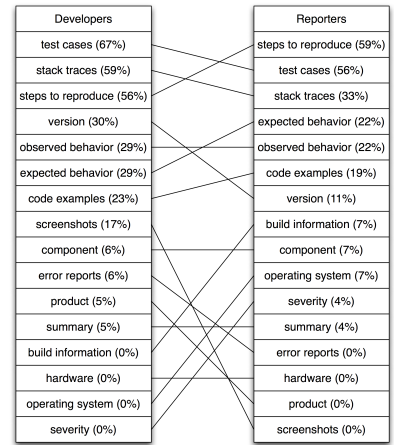 Developers
test cases (67%)
stack traces (59%)
steps to reproduce (56%)
version (30%)
observed behavior (29%)
expected behavior (29%)
code examples (23%)
screenshots (17%)
component (6%)
error reports (6%)
product (5%)
summary (5%)
build information (0%)
hardware (0%)
operating system (0%)
severity (0%)
Reporters
steps to reproduce (59%)
test cases (56%)
stack traces (33%)
expected behavior (22%)
observed behavior (22%)
code examples (19%)
version (11%)
build information (7%)
component (7%)
operating system (7%)
severity (4%)
summary (4%)
error reports (0%)
hardware (0%)
product (0%)
screenshots (0%)